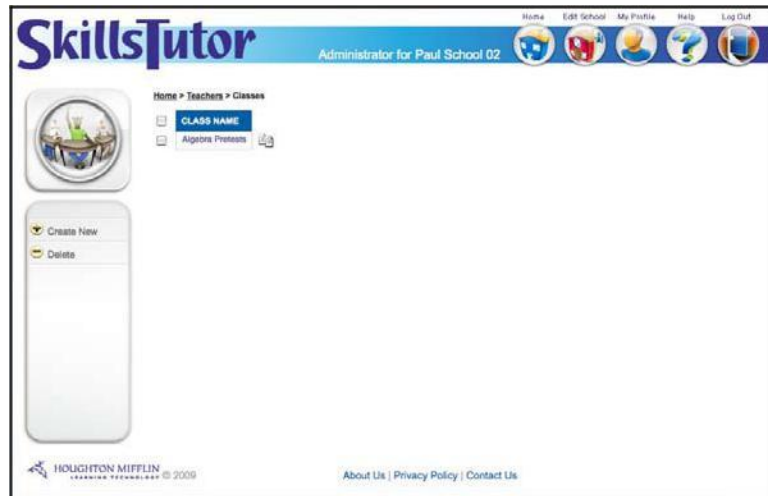 Home Edit School My Profile Help Log Out
SkillsTutor
Administrator for Paul School 02
Home > Teachers > Classes
CLASS NAME
Algebra Pretests
Create New
Delete
HOUGHTON MIFFLIN © 2009
LEARNING TECHNOLOGY
About Us | Privacy Policy | Contact Us